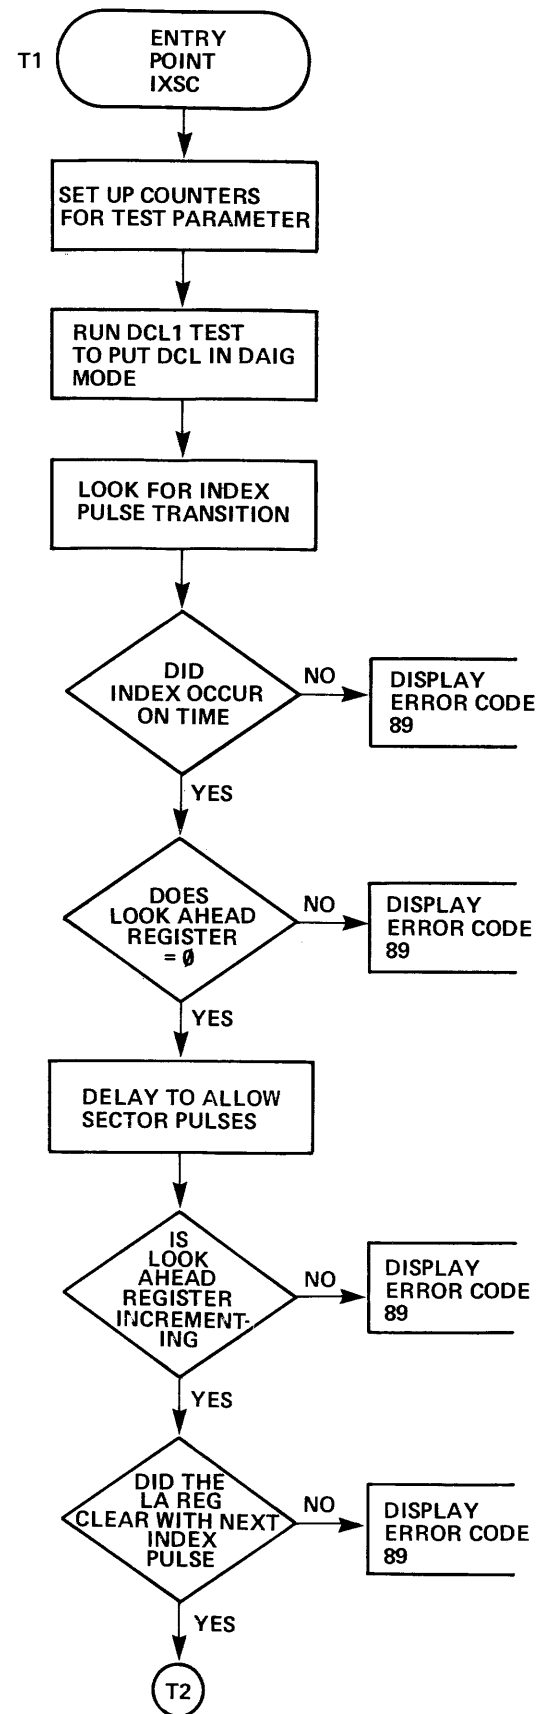 T1
ENTRY
POINT
IXSC
SET UP COUNTERS
FOR TEST PARAMETER
RUN DCL1 TEST
TO PUT DCL IN DAIG
MODE
LOOK FOR INDEX
PULSE TRANSITION
DID
INDEX OCCUR
ON TIME
NO
DISPLAY
ERROR CODE
89
YES
DOES
LOOK AHEAD
REGISTER
= 0
NO
DISPLAY
ERROR CODE
89
YES
DELAY TO ALLOW
SECTOR PULSES
IS
LOOK
AHEAD
REGISTER
INCREMENT-
ING
NO
DISPLAY
ERROR CODE
89
YES
DID THE
LA REG
CLEAR WITH NEXT
INDEX
PULSE
NO
DISPLAY
ERROR CODE
89
YES
T2